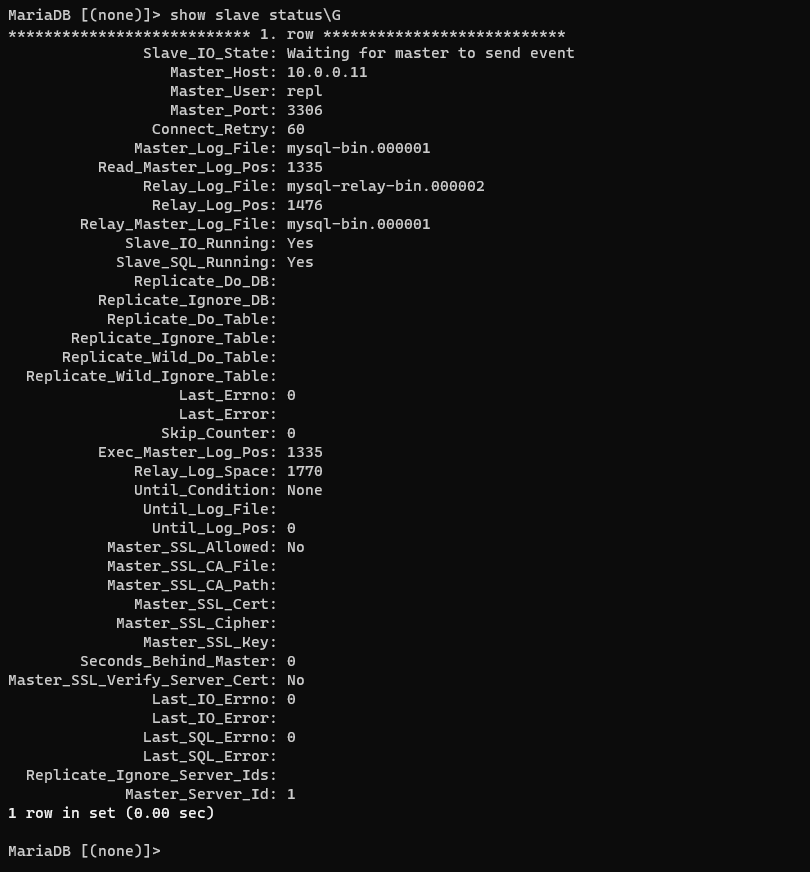 MariaDB [(none)]> show slave status\G
*************************** 1. row ***************************
Slave_IO_State: Waiting for master to send event
Master_Host: 10.0.0.11
Master_User: repl
Master_Port: 3306
Connect_Retry: 60
Master_Log_File: mysql-bin.000001
Read_Master_Log_Pos: 1335
Relay_Log_File: mysql-relay-bin.000002
Relay_Log_Pos: 1476
Relay_Master_Log_File: mysql-bin.000001
Slave_IO_Running: Yes
Slave_SQL_Running: Yes
Replicate_Do_DB:
Replicate_Ignore_DB:
Replicate_Do_Table:
Replicate_Ignore_Table:
Replicate_Wild_Do_Table:
Replicate_Wild_Ignore_Table:
Last_Errno: 0
Last_Error:
Skip_Counter: 0
Exec_Master_Log_Pos: 1335
Relay_Log_Space: 1770
Until_Condition: None
Until_Log_File:
Until_Log_Pos: 0
Master_SSL_Allowed: No
Master_SSL_CA_File:
Master_SSL_CA_Path:
Master_SSL_Cert:
Master_SSL_Cipher:
Master_SSL_Key:
Seconds_Behind_Master: 0
Master_SSL_Verify_Server_Cert: No
Last_IO_Errno: 0
Last_IO_Error:
Last_SQL_Errno: 0
Last_SQL_Error:
Replicate_Ignore_Server_Ids:
Master_Server_Id: 1
1 row in set (0.00 sec)
MariaDB [(none)]>